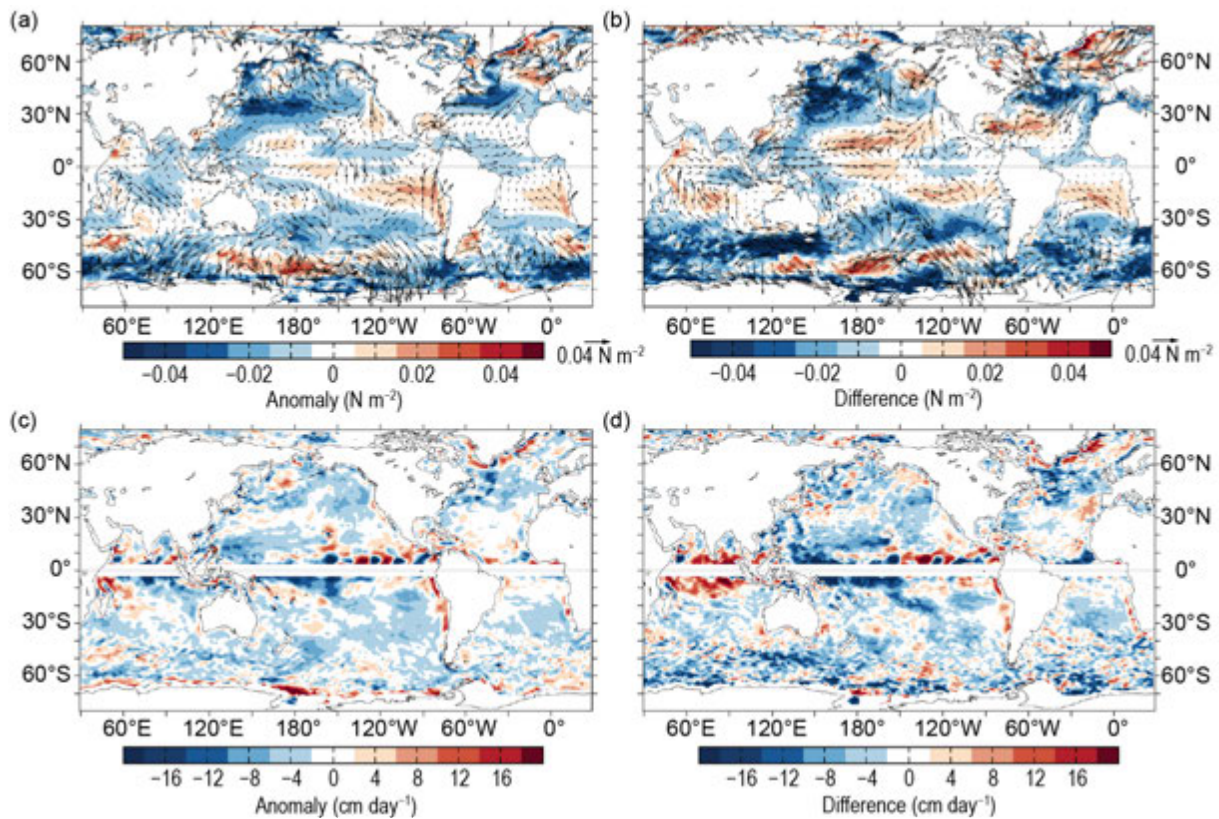 (a) (b)
60°N 60°N
30°N 30°N
0° 0°
30°S 30°S
60°S 60°S
60°E 120°E 180° 120°W 60°W 0° 60°E 120°E 180° 120°W 60°W 0°
0.04 N m⁻² 0.04 N m⁻²
−0.04 −0.02 0 0.02 0.04 −0.04 −0.02 0 0.02 0.04
Anomaly (N m⁻²) Difference (N m⁻²)
(c) (d)
60°N 60°N
30°N 30°N
0° 0°
30°S 30°S
60°S 60°S
60°E 120°E 180° 120°W 60°W 0° 60°E 120°E 180° 120°W 60°W 0°
−16 −12 −8 −4 0 4 8 12 16 −16 −12 −8 −4 0 4 8 12 16
Anomaly (cm day⁻¹) Difference (cm day⁻¹)